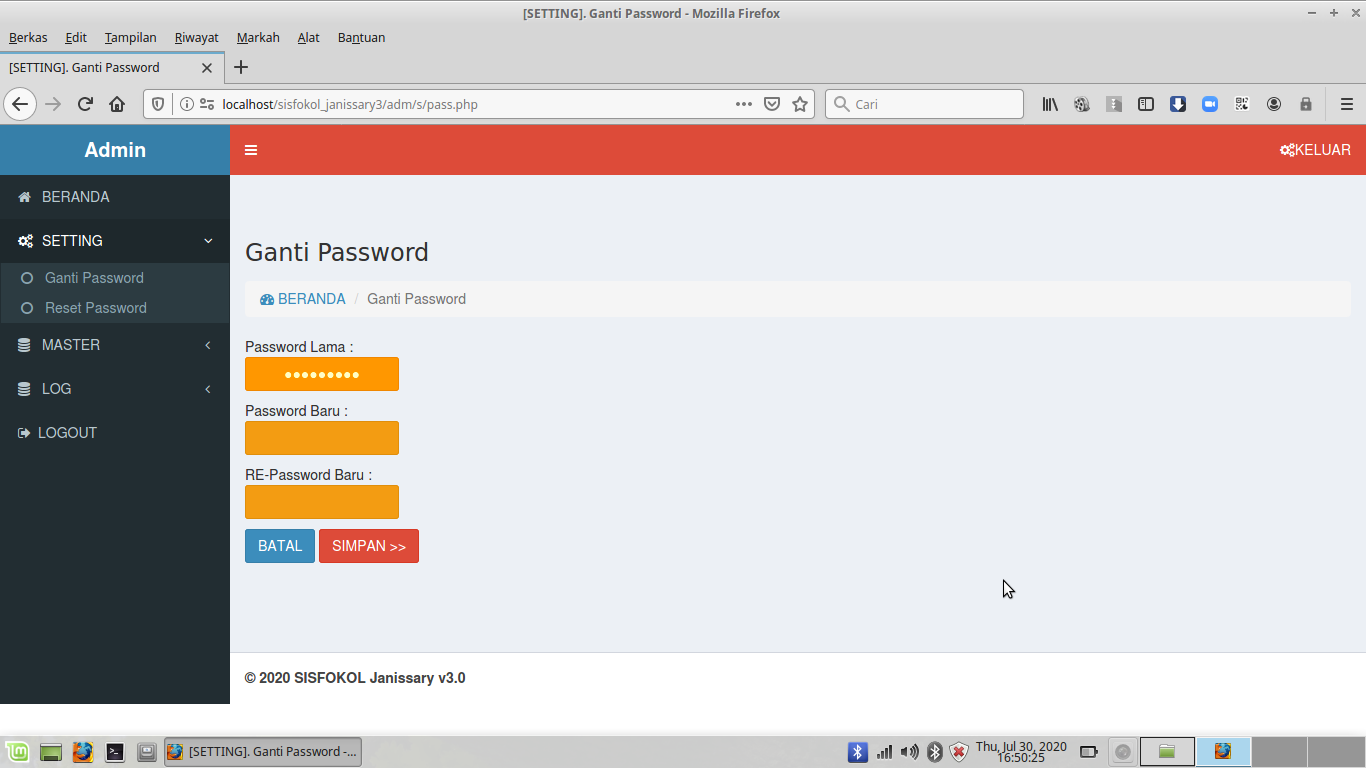 [SETTING]. Ganti Password - Mozilla Firefox
Berkas Edit Tampilan Riwayat Markah Alat Bantuan
[SETTING]. Ganti Password
localhost/sisfokol_janissary3/adm/s/pass.php
Cari
Admin
KELUAR
BERANDA
SETTING
Ganti Password
Reset Password
MASTER
LOG
LOGOUT
Ganti Password
BERANDA / Ganti Password
Password Lama :
•••••••••
Password Baru :
RE-Password Baru :
BATAL SIMPAN >>
© 2020 SISFOKOL Janissary v3.0
[SETTING]. Ganti Password -...
Thu, Jul 30, 2020
16:50:25